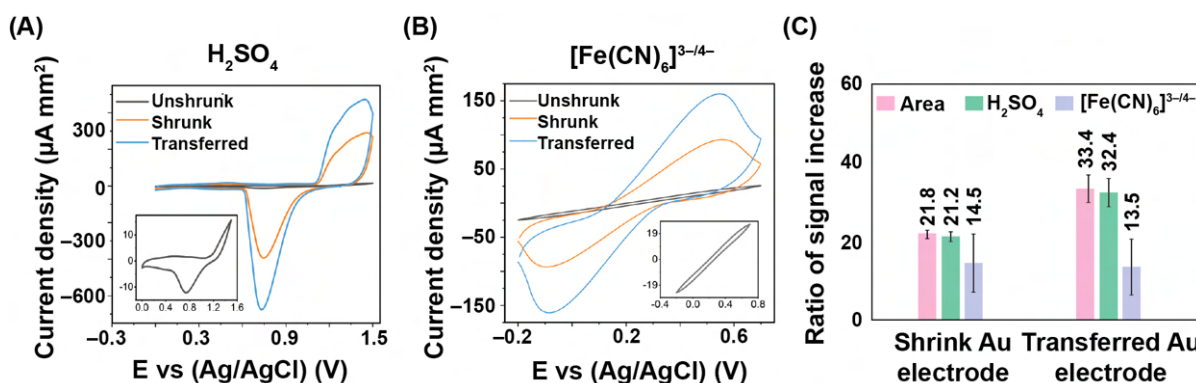 (A)
H₂SO₄
Current density (µA mm²)
300
0
−300
−600
Unshrunk
Shrunk
Transferred
15
0
−10
0.0
0.4
0.8
1.2
1.6
−0.3
0.3
0.9
1.5
E vs (Ag/AgCl) (V)
(B)
[Fe(CN)₆]³⁻/⁴⁻
Current density (µA mm²)
150
50
−50
−150
Unshrunk
Shrunk
Transferred
19
0
−19
−0.4
0.0
0.4
0.8
−0.2
0.2
0.6
E vs (Ag/AgCl) (V)
(C)
Ratio of signal increase
60
40
20
0
Area
H₂SO₄
[Fe(CN)₆]³⁻/⁴⁻
21.8
21.2
14.5
33.4
32.4
13.5
Shrink Au
electrode
Transferred Au
electrode